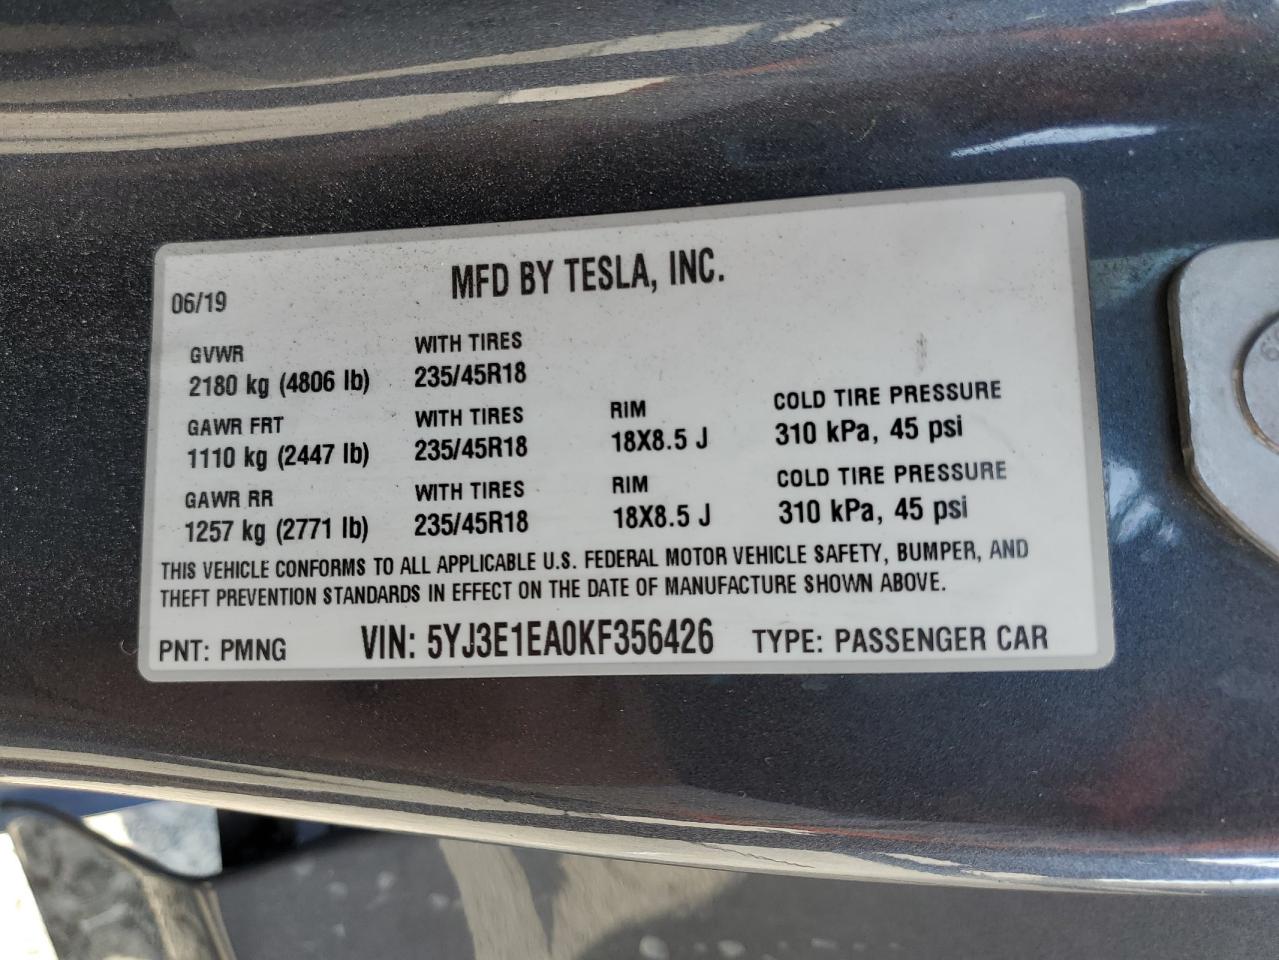 MFD BY TESLA, INC.
06/19
GVWR WITH TIRES
2180 kg (4806 lb) 235/45R18
GAWR FRT WITH TIRES RIM COLD TIRE PRESSURE
1110 kg (2447 lb) 235/45R18 18X8.5 J 310 kPa, 45 psi
GAWR RR WITH TIRES RIM COLD TIRE PRESSURE
1257 kg (2771 lb) 235/45R18 18X8.5 J 310 kPa, 45 psi
THIS VEHICLE CONFORMS TO ALL APPLICABLE U.S. FEDERAL MOTOR VEHICLE SAFETY, BUMPER, AND
THEFT PREVENTION STANDARDS IN EFFECT ON THE DATE OF MANUFACTURE SHOWN ABOVE.
PNT: PMNG VIN: 5YJ3E1EA0KF356426 TYPE: PASSENGER CAR